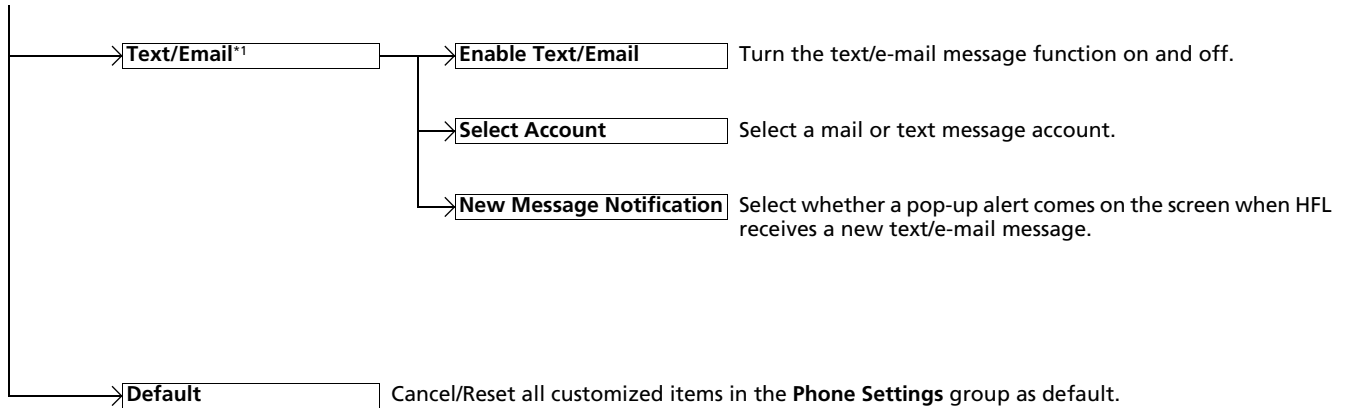 Text/Email*1 Enable Text/Email Turn the text/e-mail message function on and off.
Select Account Select a mail or text message account.
New Message Notification Select whether a pop-up alert comes on the screen when HFL
receives a new text/e-mail message.
Default Cancel/Reset all customized items in the Phone Settings group as default.